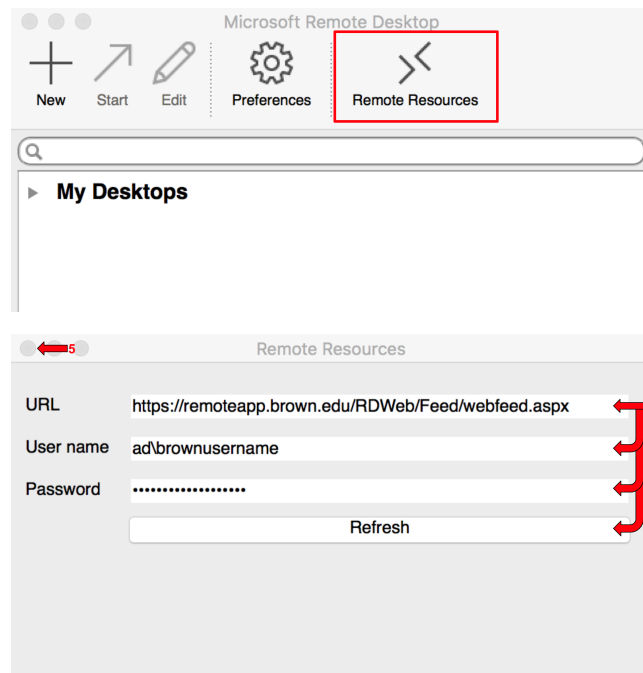 Microsoft Remote Desktop
New Start Edit Preferences Remote Resources
My Desktops
5 Remote Resources
URL https://remoteapp.brown.edu/RDWeb/Feed/webfeed.aspx
User name ad\brownusername
Password •••••••••••••••••••
Refresh